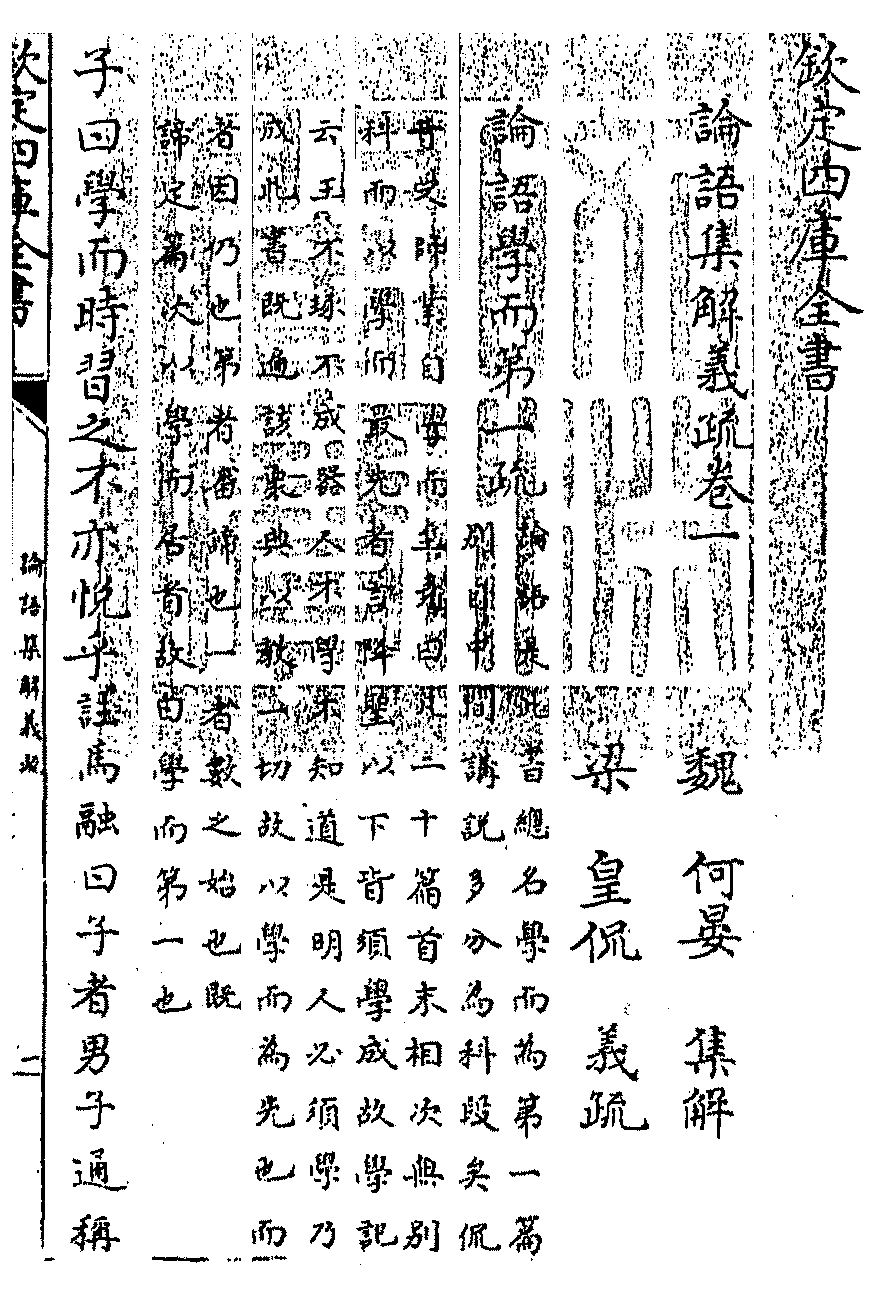 欽定四庫全書
論語集解義疏卷一
魏 何晏 集解
梁 皇侃 義疏
論語學而第一疏
論語是此書總名學而為第一篇
別目中間講說多分為科段矣侃
昔受師業自學而至堯曰凡二十篇首末相次無別
科而以學而最先者言降聖以下皆須學成故學記
云玉不琢不成器人不學不知道是明人必須學乃
成此書既遍該衆典以教一切故以學而為先也而
者因仍也第者審諦也一者數之始也既
諦定篇次以學而居首故曰學而第一也
子曰學而時習之不亦悅乎註馬融曰子者男子通稱
欽定四庫全書
論語集解義疏
二